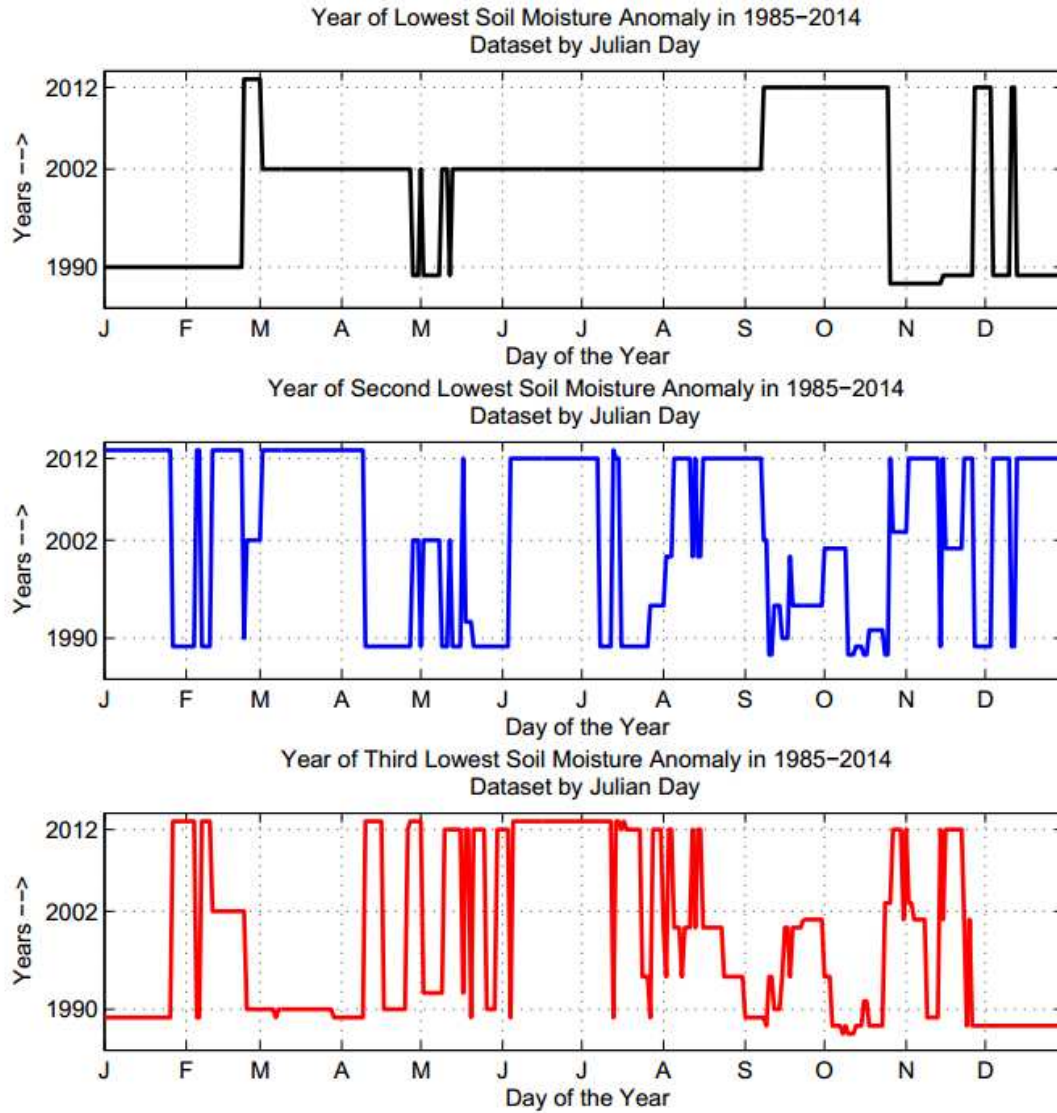 Year of Lowest Soil Moisture Anomaly in 1985−2014
Dataset by Julian Day
Years −−>
2012
2002
1990
J F M A M J J A S O N D
Day of the Year
Year of Second Lowest Soil Moisture Anomaly in 1985−2014
Dataset by Julian Day
Years −−>
2012
2002
1990
J F M A M J J A S O N D
Day of the Year
Year of Third Lowest Soil Moisture Anomaly in 1985−2014
Dataset by Julian Day
Years −−>
2012
2002
1990
J F M A M J J A S O N D
Day of the Year